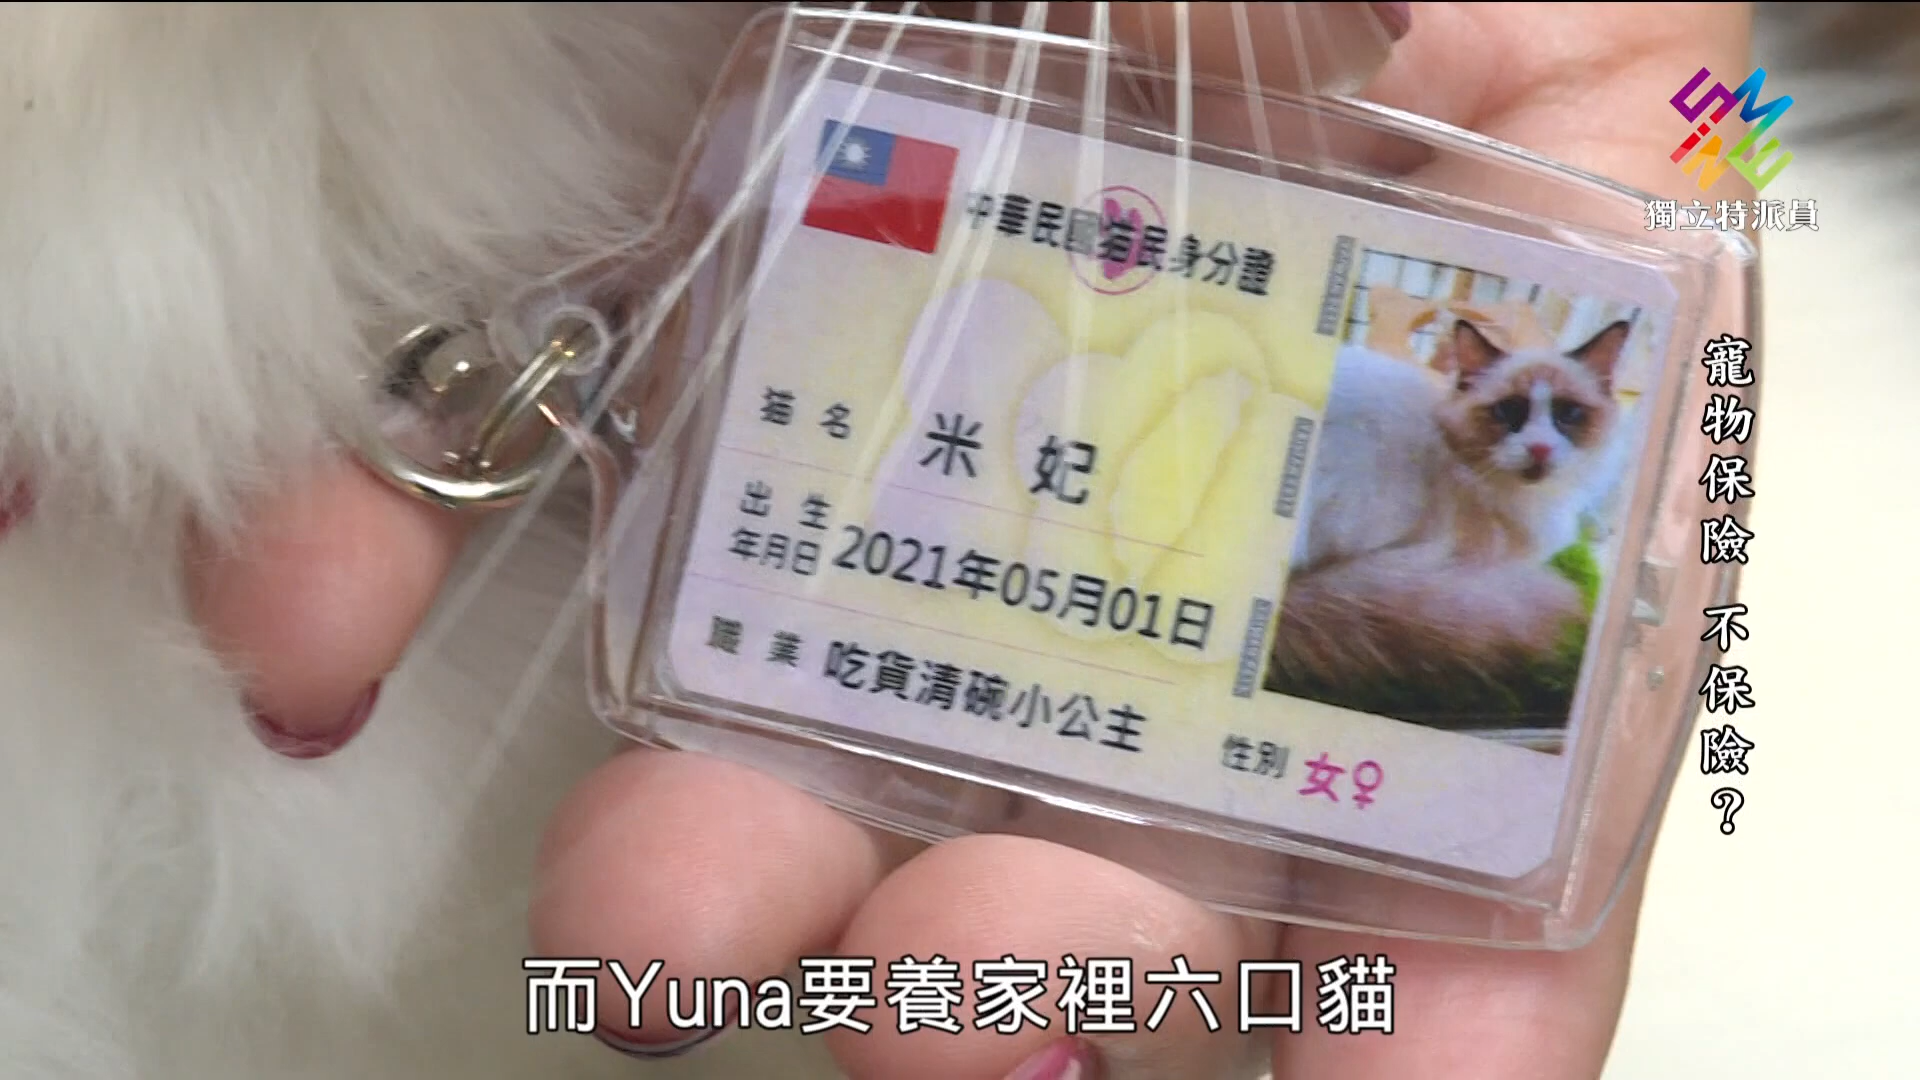 中華民國猫民身分證
猫名 米妃
出生年月日 2021年05月01日
職業 吃貨清碗小公主
性別 女♀
INNEWS
獨立特派員
寵物保險 不保險？
而Yuna要養家裡六口貓